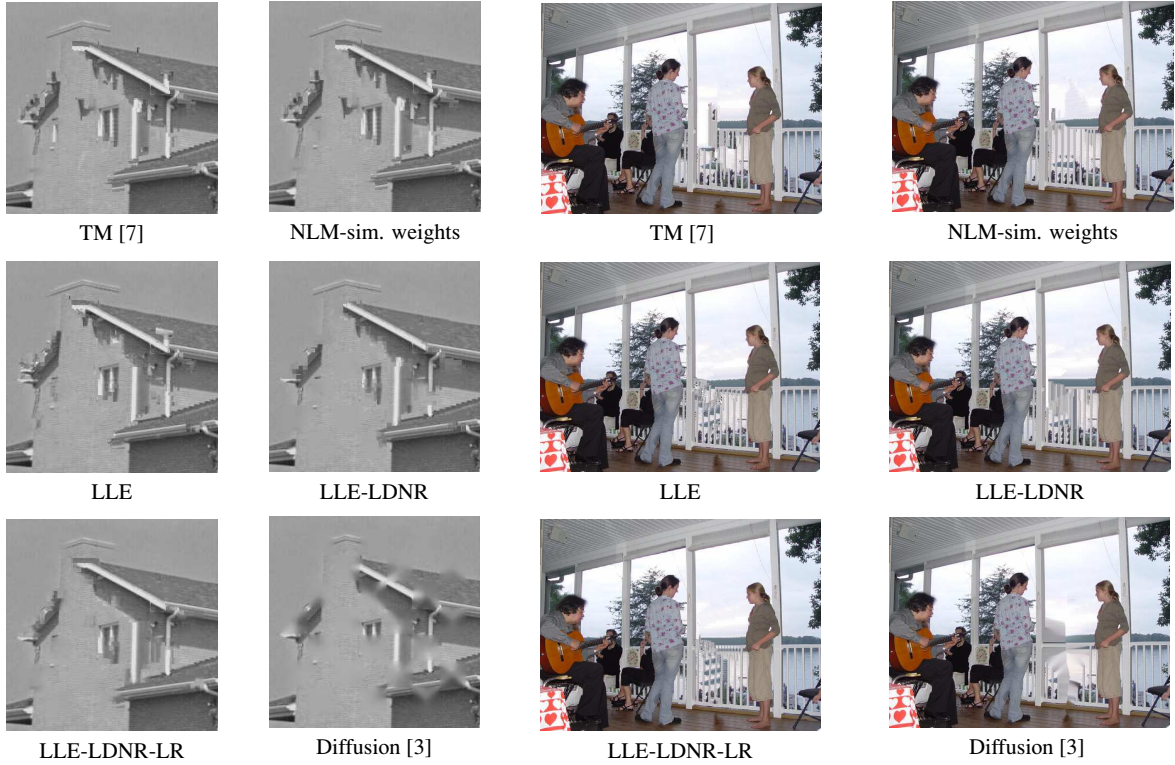 TM [7]
NLM-sim. weights
TM [7]
NLM-sim. weights
LLE
LLE-LDNR
LLE
LLE-LDNR
LLE-LDNR-LR
Diffusion [3]
LLE-LDNR-LR
Diffusion [3]